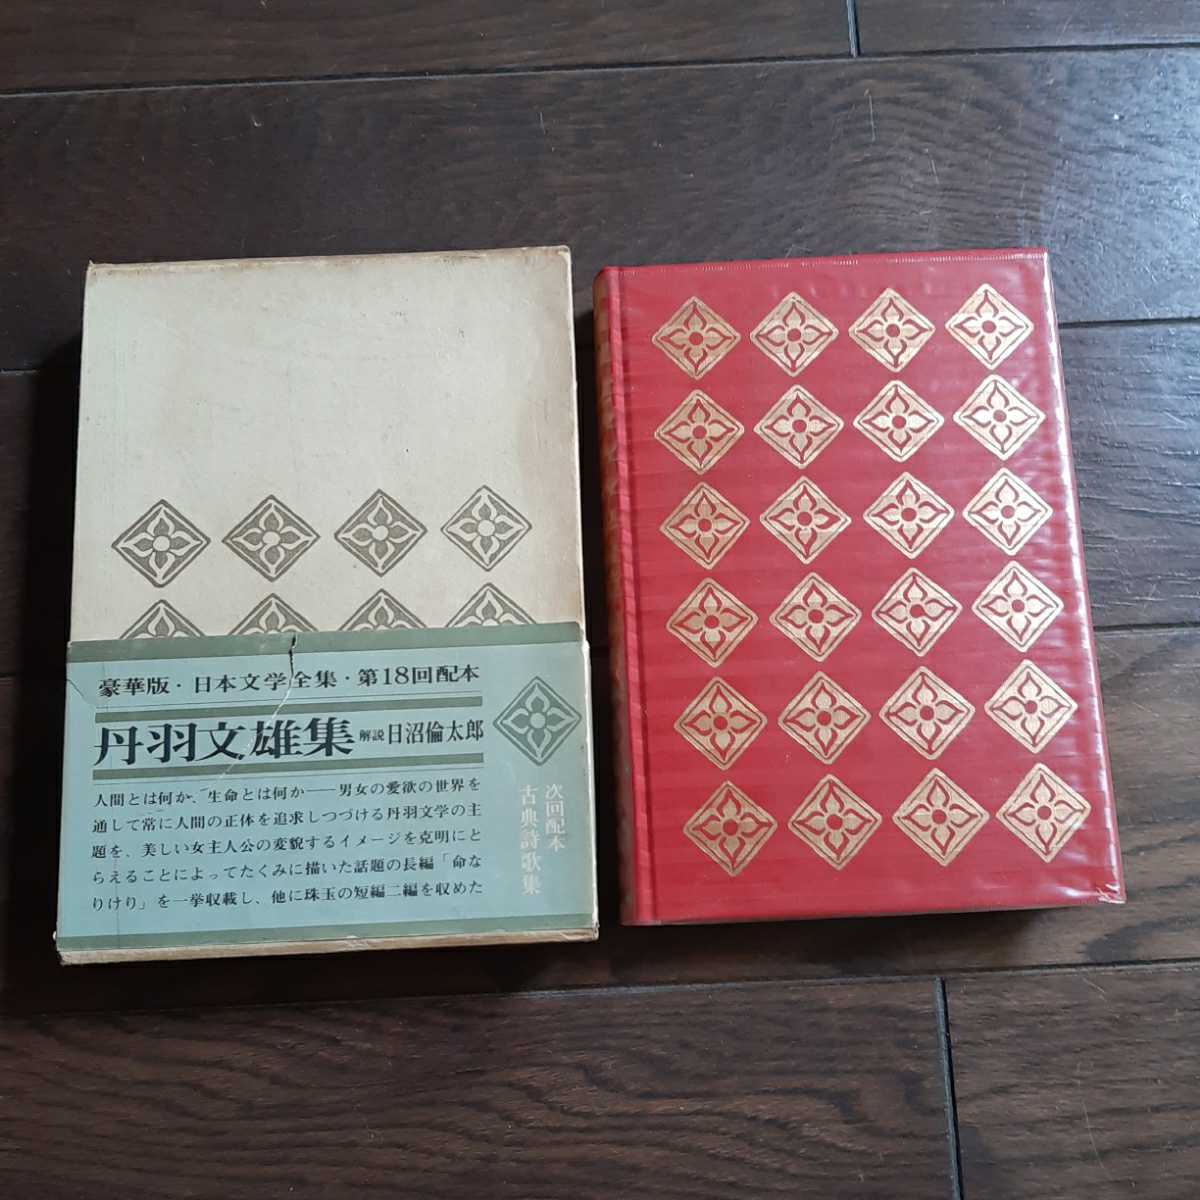 豪華版・日本文学全集・第18回配本
丹羽文雄集 解説 日沼倫太郎
人間とは何か、生命とは何か――男女の愛欲の世界を
通して常に人間の正体を追求しつづける丹羽文学の主
題を、美しい女主人公の変貌するイメージを克明にと
らえることによってたくみに描いた話題の長編「命な
りけり」を一挙収載し、他に珠玉の短編二編を収めた
次回配本
古典詩歌集